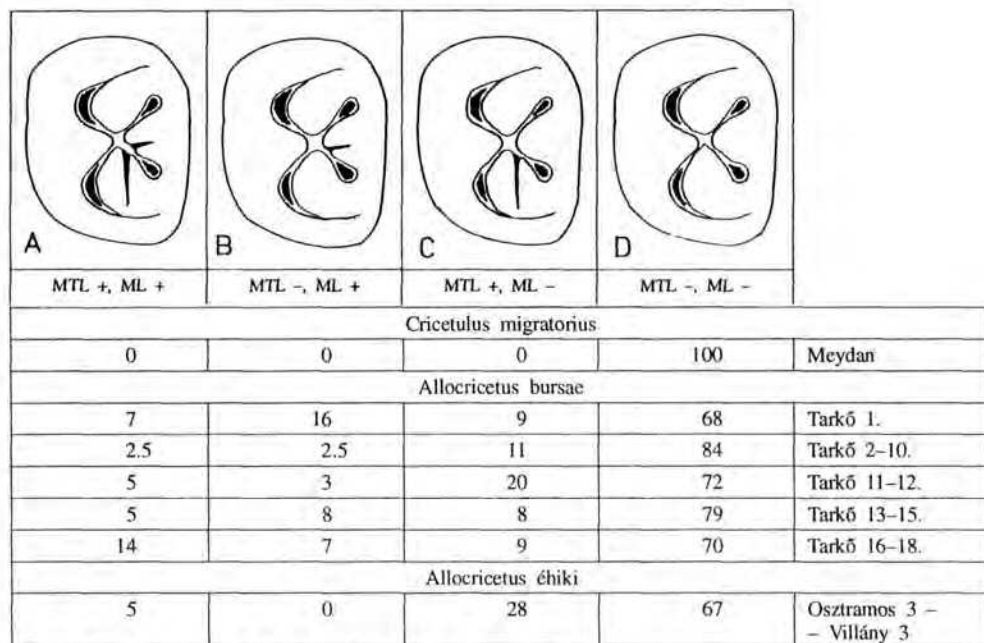 A B C D
MTL +, ML + MTL –, ML + MTL +, ML – MTL –, ML –
Cricetulus migratorius
0 0 0 100 Meydan
Allocricetus bursae
7 16 9 68 Tarkő 1.
2.5 2.5 11 84 Tarkő 2–10.
5 3 20 72 Tarkő 11–12.
5 8 8 79 Tarkő 13–15.
14 7 9 70 Tarkő 16–18.
Allocricetus éhiki
5 0 28 67 Osztramos 3 –
– Villány 3